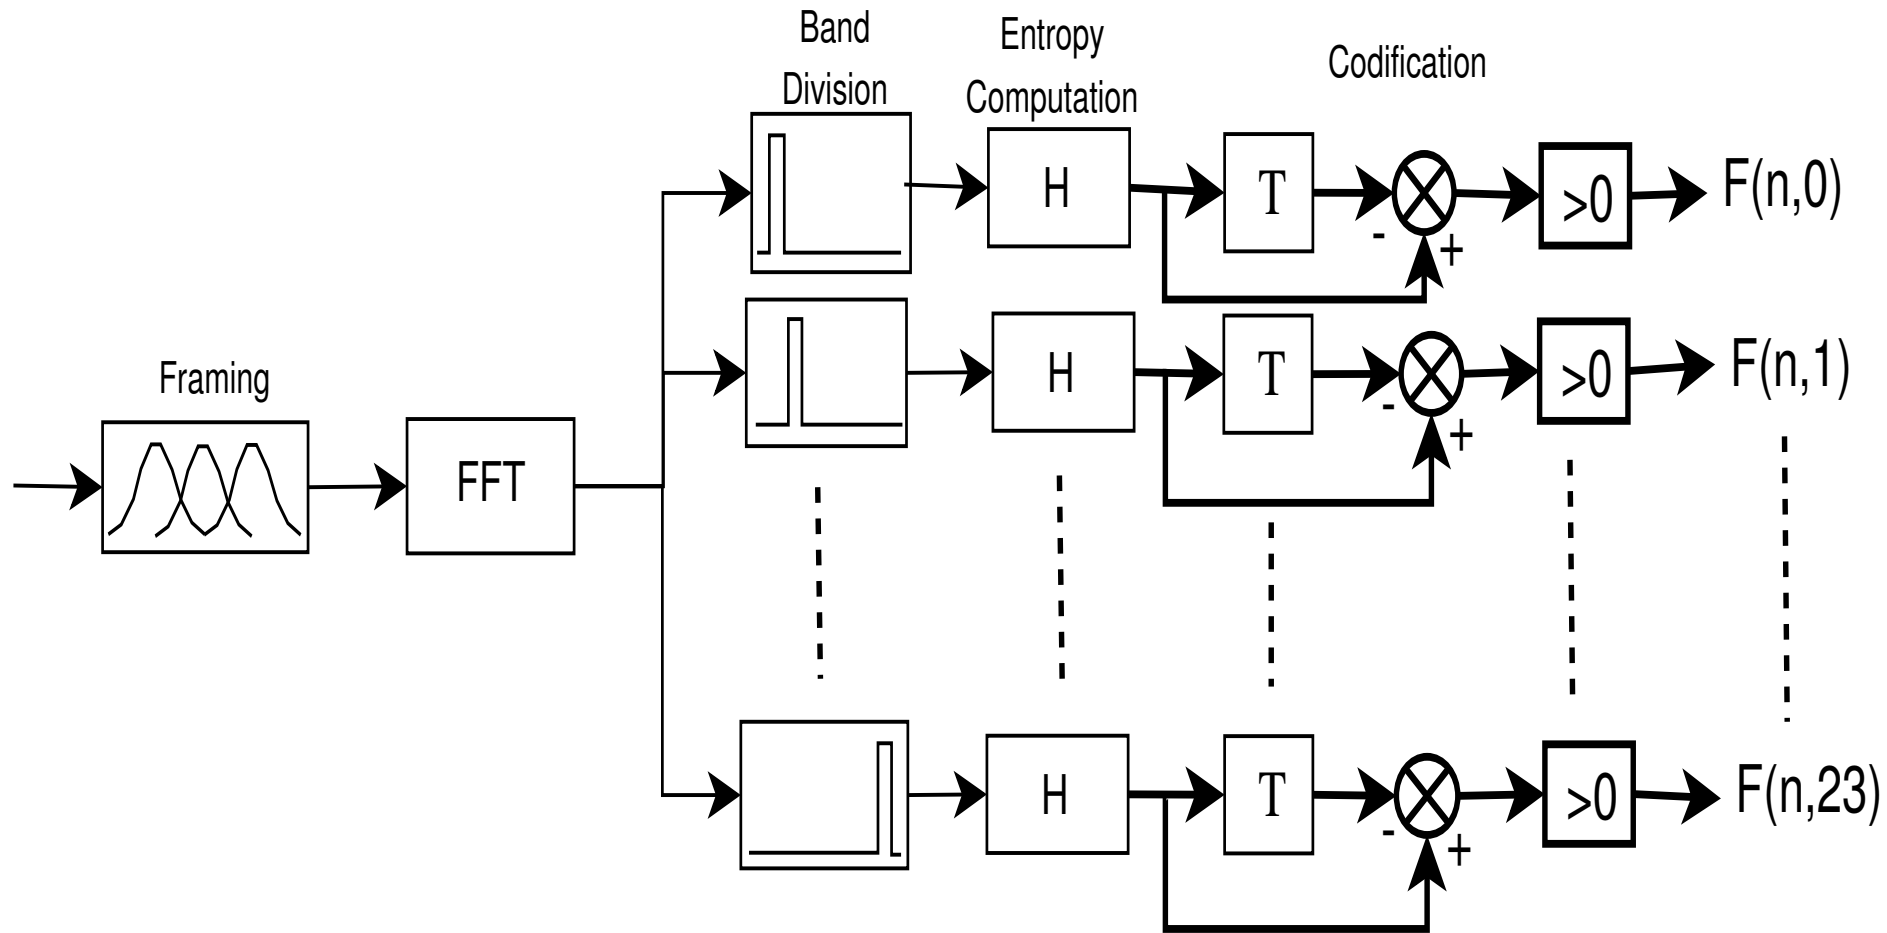 Band
Division
Entropy
Computation
Codification
H
T
- +
>0
F(n,0)
Framing
FFT
H
T
- +
>0
F(n,1)
H
T
- +
>0
F(n,23)